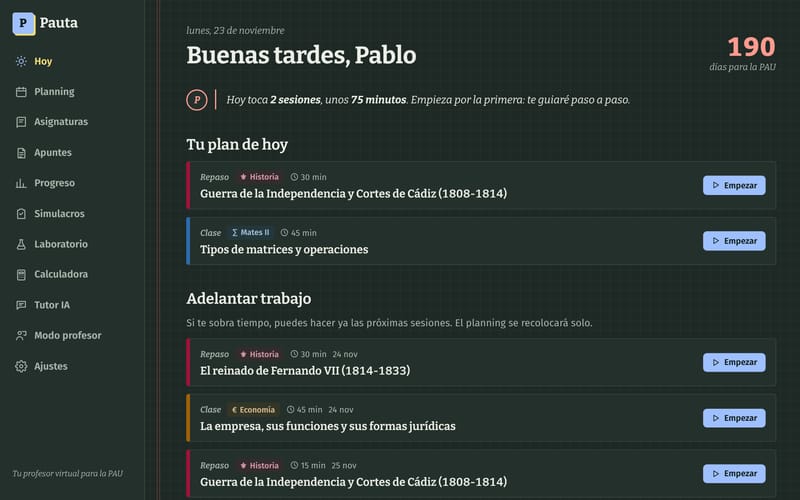 P Pauta
Hoy
Planning
Asignaturas
Apuntes
Progreso
Simulacros
Laboratorio
Calculadora
Tutor IA
Modo profesor
Ajustes
Tu profesor virtual para la PAU
lunes, 23 de noviembre
Buenas tardes, Pablo
190
días para la PAU
P Hoy toca 2 sesiones, unos 75 minutos. Empieza por la primera: te guiaré paso a paso.
Tu plan de hoy
Repaso Historia 30 min
Guerra de la Independencia y Cortes de Cádiz (1808-1814)
Empezar
Clase ∑ Mates II 45 min
Tipos de matrices y operaciones
Empezar
Adelantar trabajo
Si te sobra tiempo, puedes hacer ya las próximas sesiones. El planning se recolocará solo.
Repaso Historia 30 min 24 nov
El reinado de Fernando VII (1814-1833)
Empezar
Clase € Economía 45 min 24 nov
La empresa, sus funciones y sus formas jurídicas
Empezar
Repaso Historia 15 min 25 nov
Guerra de la Independencia y Cortes de Cádiz (1808-1814)
Empezar